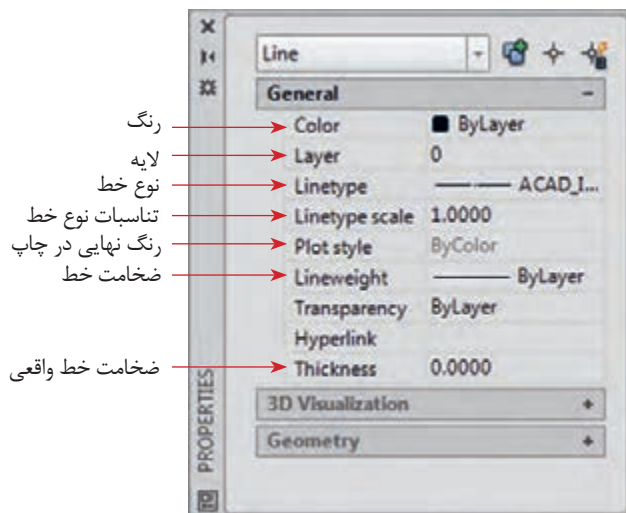 Line
General
رنگ Color ByLayer
لایه Layer 0
نوع خط Linetype ACAD_I...
تناسبات نوع خط Linetype scale 1.0000
رنگ نهایی در چاپ Plot style ByColor
ضخامت خط Lineweight ByLayer
Transparency ByLayer
Hyperlink
ضخامت خط واقعی Thickness 0.0000
3D Visualization
Geometry
PROPERTIES